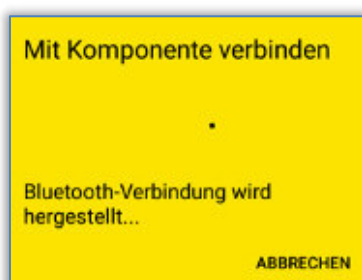 Mit Komponente verbinden
Bluetooth-Verbindung wird
hergestellt...
ABBRECHEN